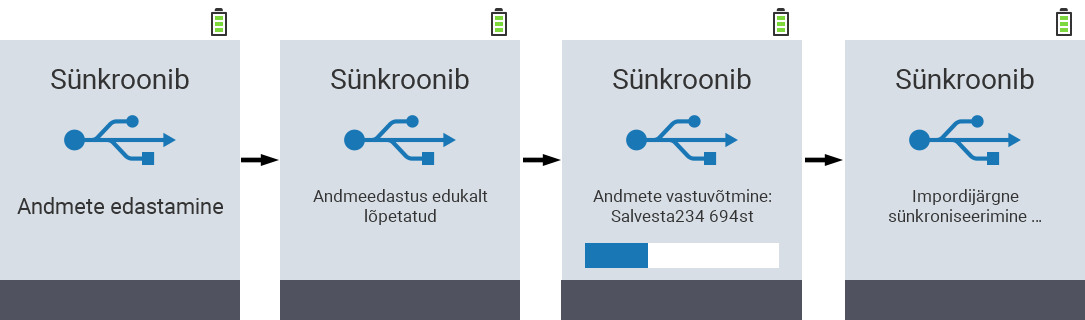 Sünkroonib
Andmete edastamine
Sünkroonib
Andmeedastus edukalt
lõpetatud
Sünkroonib
Andmete vastuvõtmine:
Salvesta234 694st
Sünkroonib
Impordijärgne
sünkroniseerimine ...